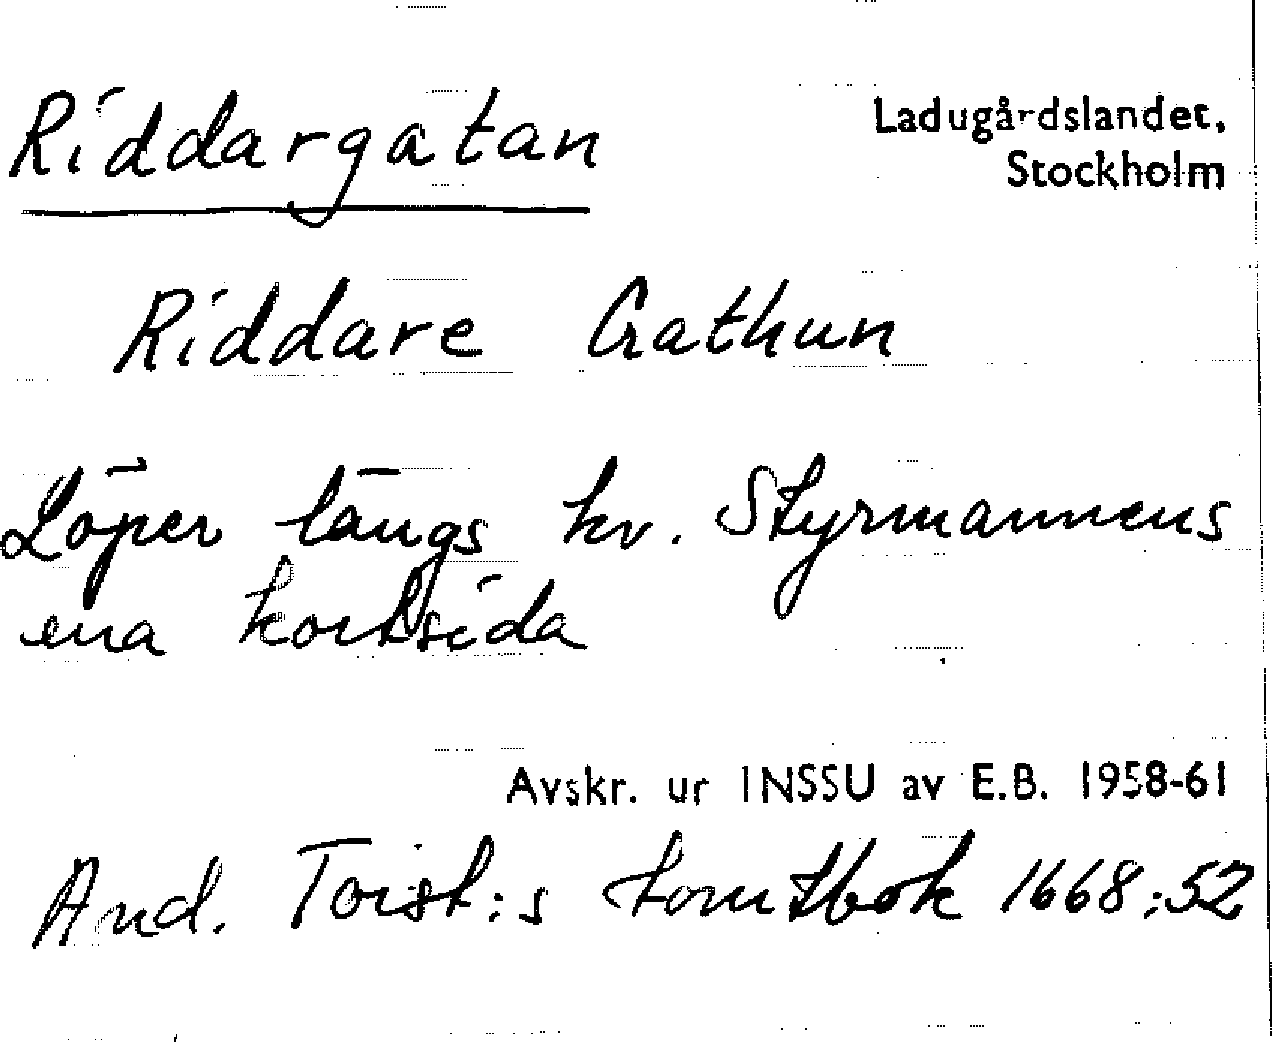 Riddargatan
Ladugårdslandet,
Stockholm
Riddare Gathun
Löper längs kv. Styrmannens
ena kortsida
Avskr. ur INSSU av E.B. 1958-61
And. Torst:s tomtbok 1668:52